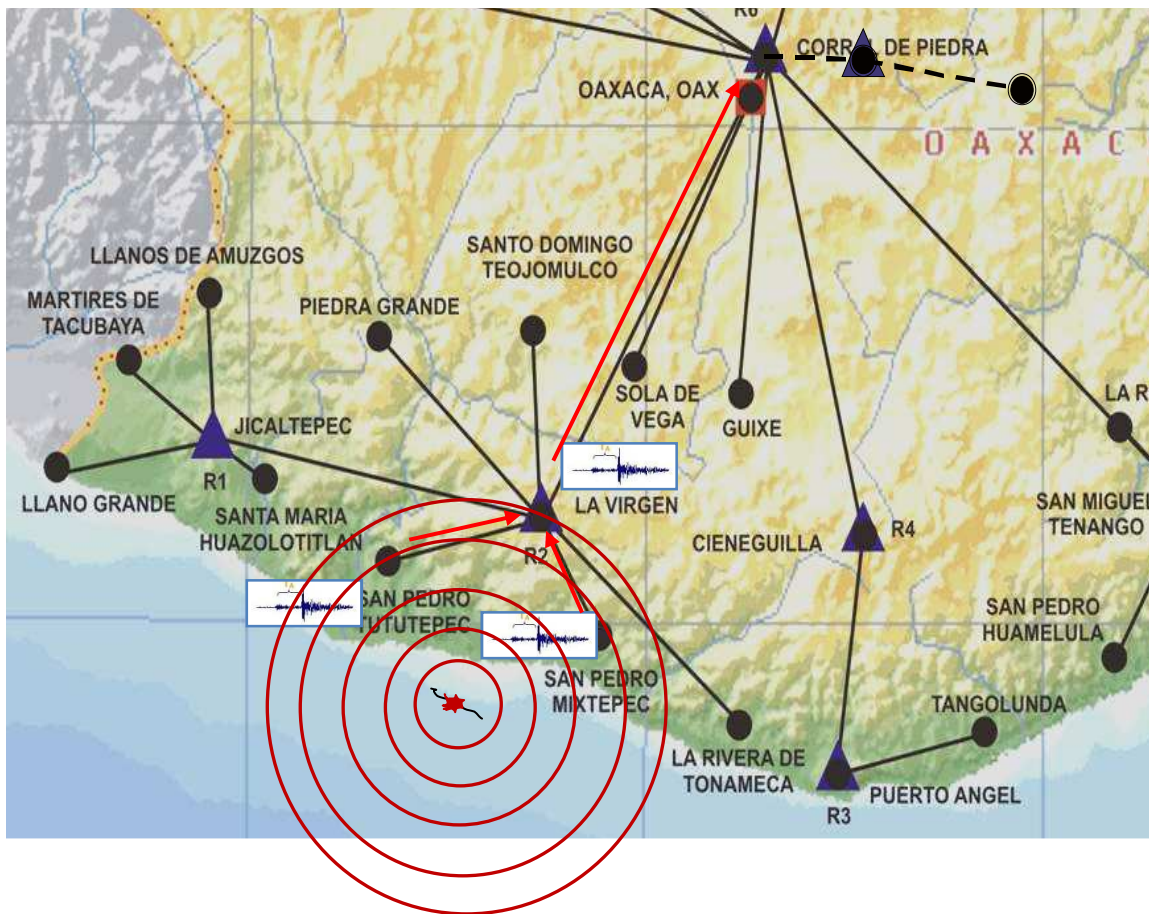 R6
CORRAL DE PIEDRA
OAXACA, OAX
O A X A C
LLANOS DE AMUZGOS
SANTO DOMINGO
TEOJOMULCO
MARTIRES DE
TACUBAYA
PIEDRA GRANDE
SOLA DE
VEGA
GUIXE
LA R
JICALTEPEC
R1
LLANO GRANDE
SANTA MARIA
HUAZOLOTITLAN
LA VIRGEN
R2
CIENEGUILLA
R4
SAN MIGUEL
TENANGO
SAN PEDRO
TUTUTEPEC
SAN PEDRO
HUAMELULA
SAN PEDRO
MIXTEPEC
TANGOLUNDA
LA RIVERA DE
TONAMECA
PUERTO ANGEL
R3